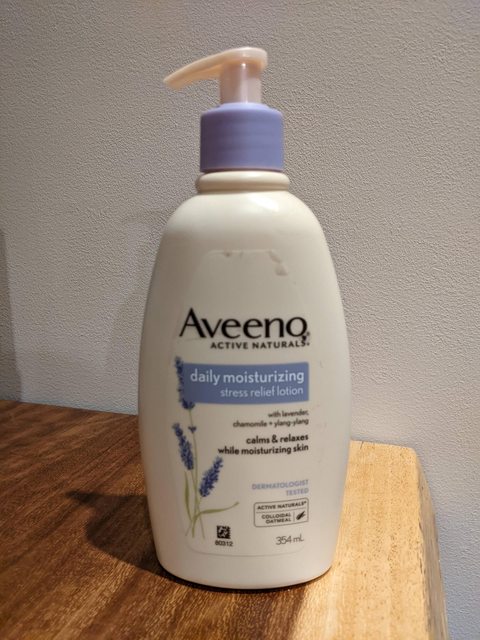 Aveeno®
ACTIVE NATURALS®
daily moisturizing
stress relief lotion
with lavender,
chamomile + ylang-ylang
calms & relaxes
while moisturizing skin
DERMATOLOGIST
TESTED
ACTIVE NATURALS®
COLLOIDAL
OATMEAL
80312
354 mL